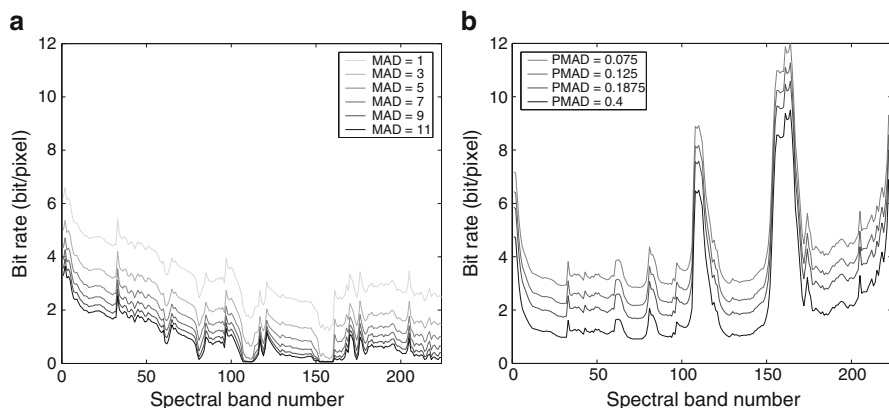 a
12
10
8
6
4
2
0
Bit rate (bit/pixel)
MAD = 1
MAD = 3
MAD = 5
MAD = 7
MAD = 9
MAD = 11
0 50 100 150 200
Spectral band number
b
12
10
8
6
4
2
0
Bit rate (bit/pixel)
PMAD = 0.075
PMAD = 0.125
PMAD = 0.1875
PMAD = 0.4
0 50 100 150 200
Spectral band number